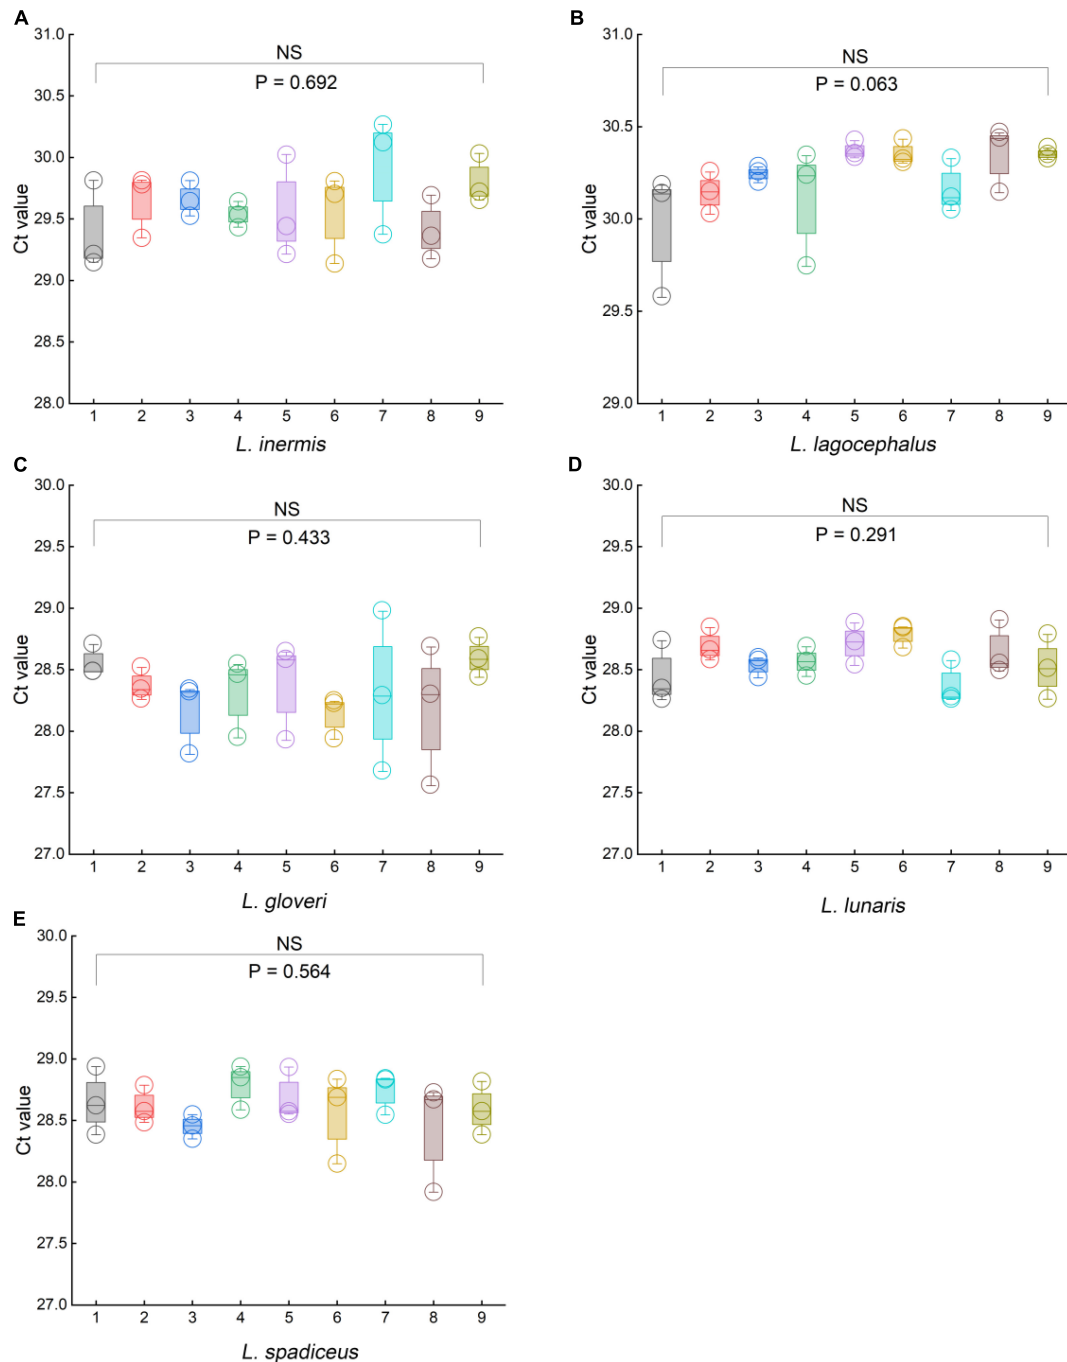 A
31.0
30.5
30.0
29.5
29.0
28.5
28.0
Ct value
NS
P = 0.692
1 2 3 4 5 6 7 8 9
L. inermis
B
31.0
30.5
30.0
29.5
29.0
Ct value
NS
P = 0.063
1 2 3 4 5 6 7 8 9
L. lagocephalus
C
30.0
29.5
29.0
28.5
28.0
27.5
27.0
Ct value
NS
P = 0.433
1 2 3 4 5 6 7 8 9
L. gloveri
D
30.0
29.5
29.0
28.5
28.0
27.5
27.0
Ct value
NS
P = 0.291
1 2 3 4 5 6 7 8 9
L. lunaris
E
30.0
29.5
29.0
28.5
28.0
27.5
27.0
Ct value
NS
P = 0.564
1 2 3 4 5 6 7 8 9
L. spadiceus